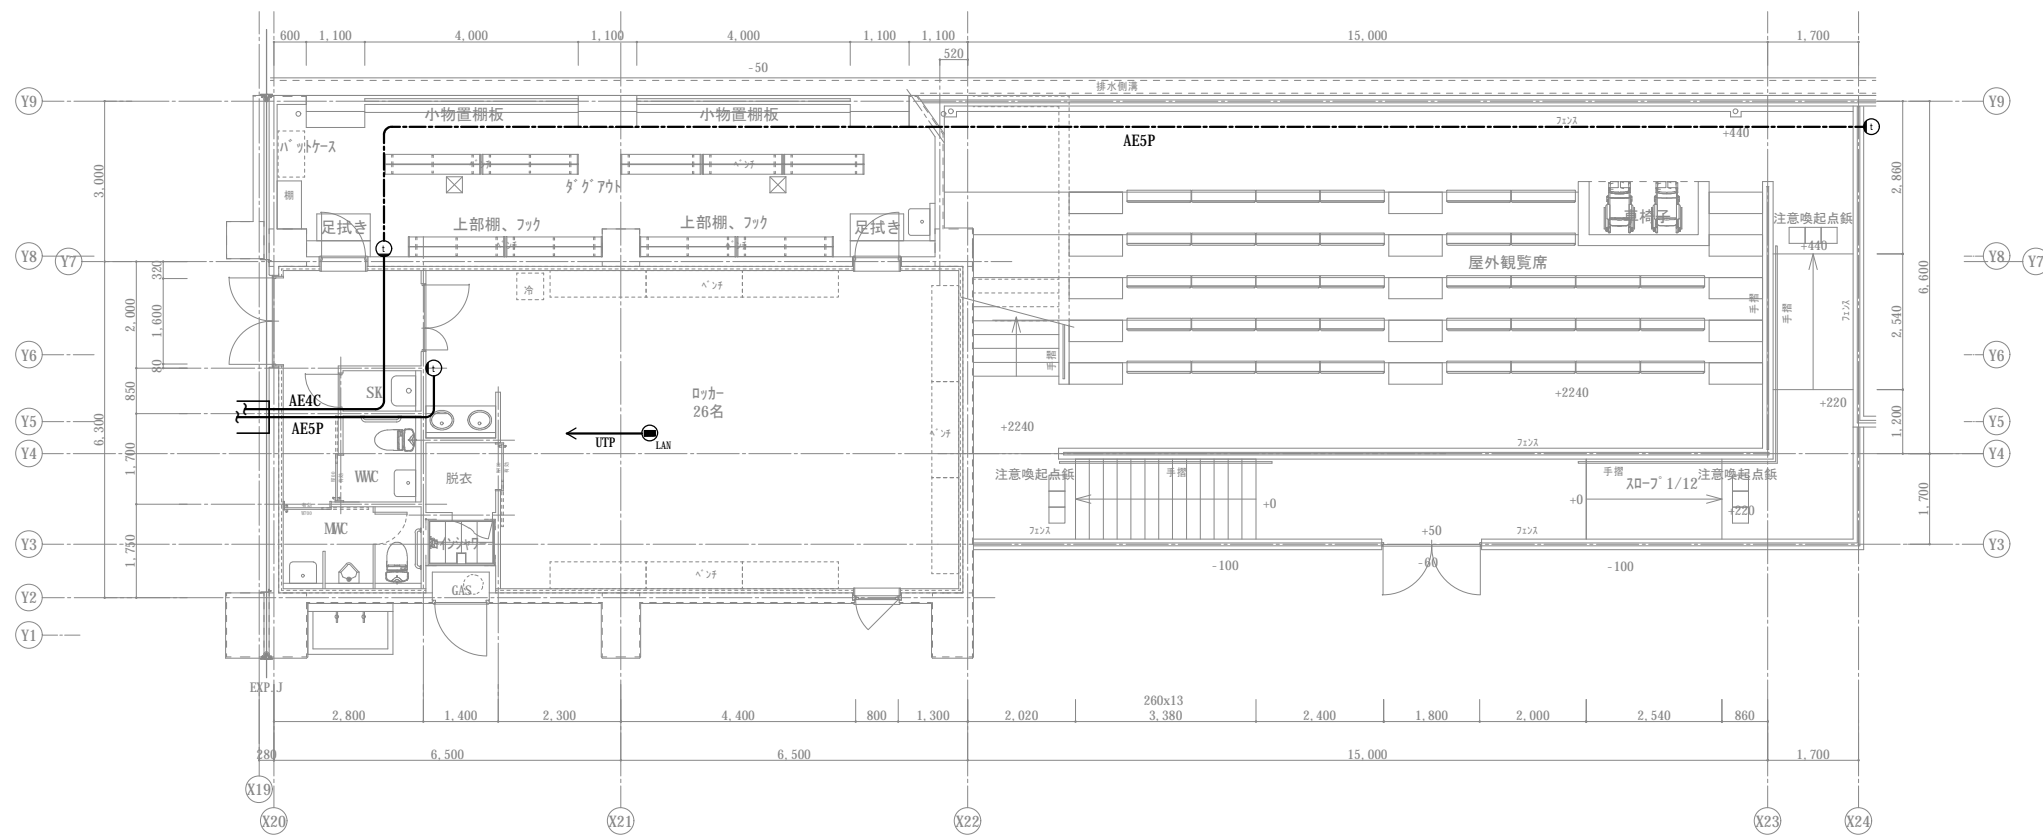 600 1,100 4,000 1,100 4,000 1,100 1,100 15,000 1,700
520
-50
排水側溝
Y9 Y9
小物置棚板 小物置棚板
フェンス
+440
t
AE5P
バットケース
ベンチ
ダグアウト
棚
3,000
2,860
足拭き
上部棚、フック
上部棚、フック
足拭き
ベンチ ベンチ
車椅子
注意喚起点鋲
+440
t
Y8 Y7
Y8 Y7
屋外観覧席
320
冷
ベンチ
手摺 手摺 フェンス
6,600
2,000 1,600
2,540
Y6 Y6
手摺
80
t
850
SK
AE4C
AE5P
ロッカー
26名
+2240
+220
Y5 Y5
6,300
1,200
UTP
LAN
ベンチ
+2240
フェンス
Y4 Y4
1,700
WWC
脱衣
注意喚起点鋲
手摺
手摺
注意喚起点鋲
スロープ 1/12
+0
+0
+220
1,700
MWC
フェンス
+50
フェンス
Y3 Y3
1,750
-100
-60
-100
ベンチ
GAS
Y2
Y1
EXP.J
260x13
2,800 1,400 2,300 4,400 800 1,300 2,020 3,380 2,400 1,800 2,000 2,540 860
280 6,500 6,500 15,000 1,700
X19
X20 X21 X22 X23 X24